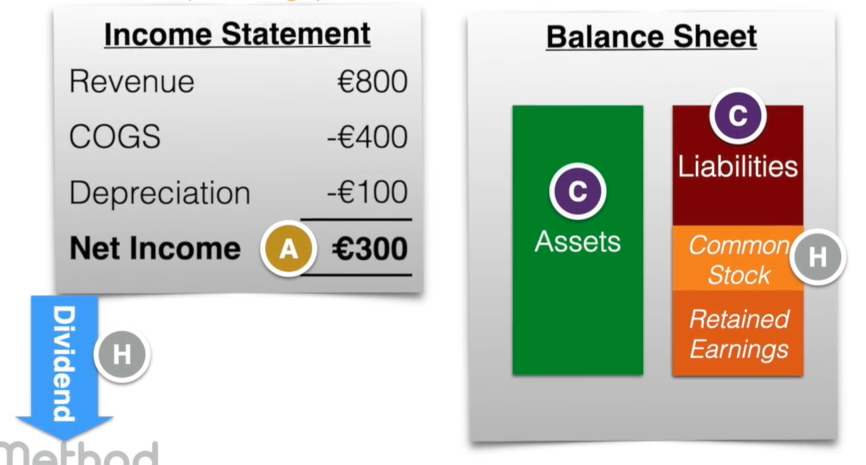 Income Statement
Revenue €800
COGS -€400
Depreciation -€100
Net Income A €300
Dividend
H
Method
Balance Sheet
C
Assets
C
Liabilities
Common
Stock
H
Retained
Earnings